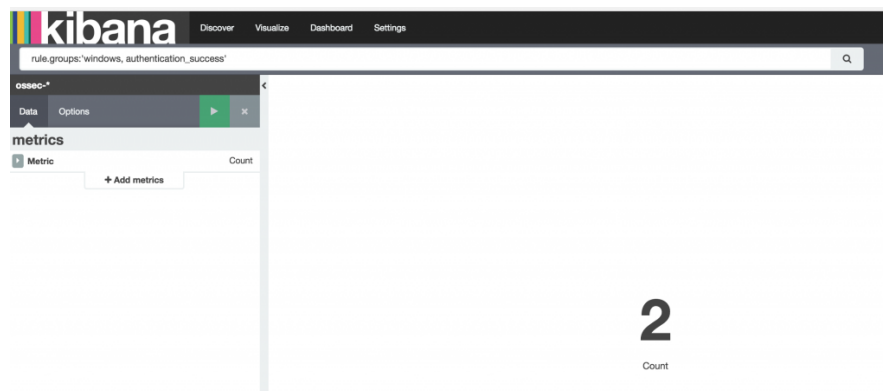 kibana Discover Visualize Dashboard Settings
rule.groups:'windows, authentication_success'
ossec-*
Data Options
metrics
Metric Count
+ Add metrics
2
Count